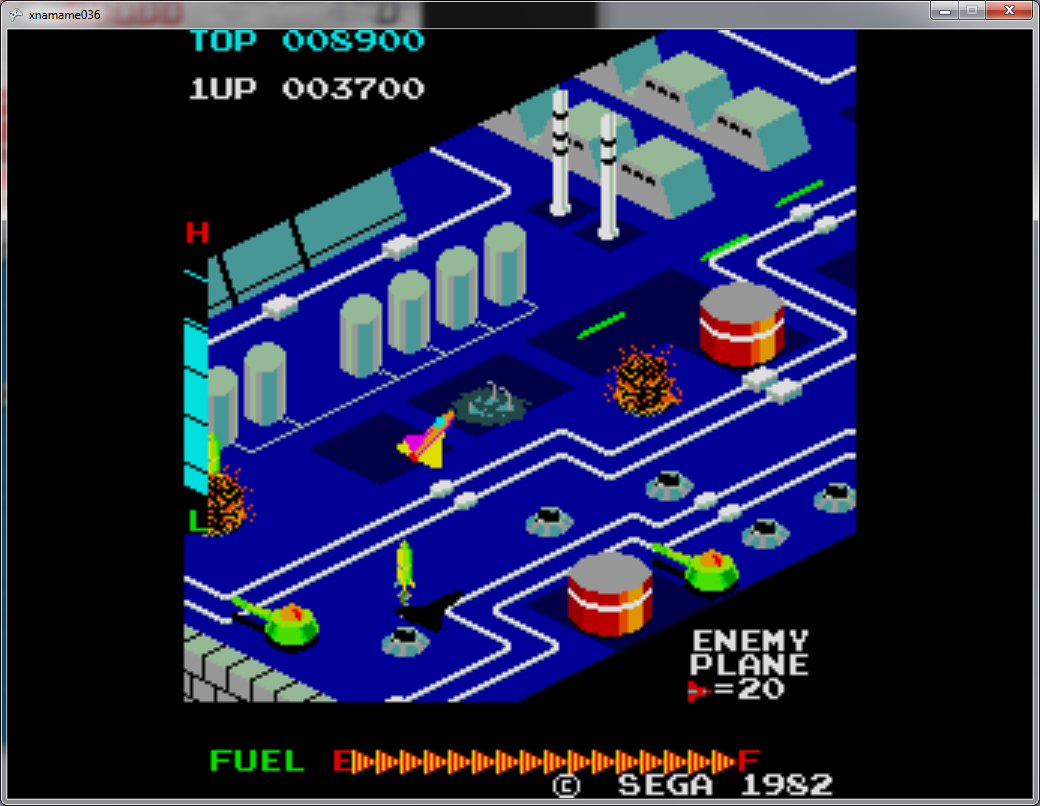 xnamame036
TOP 008900
1UP 003700
H
L
ENEMY
PLANE
=20
FUEL E F
© SEGA 1982